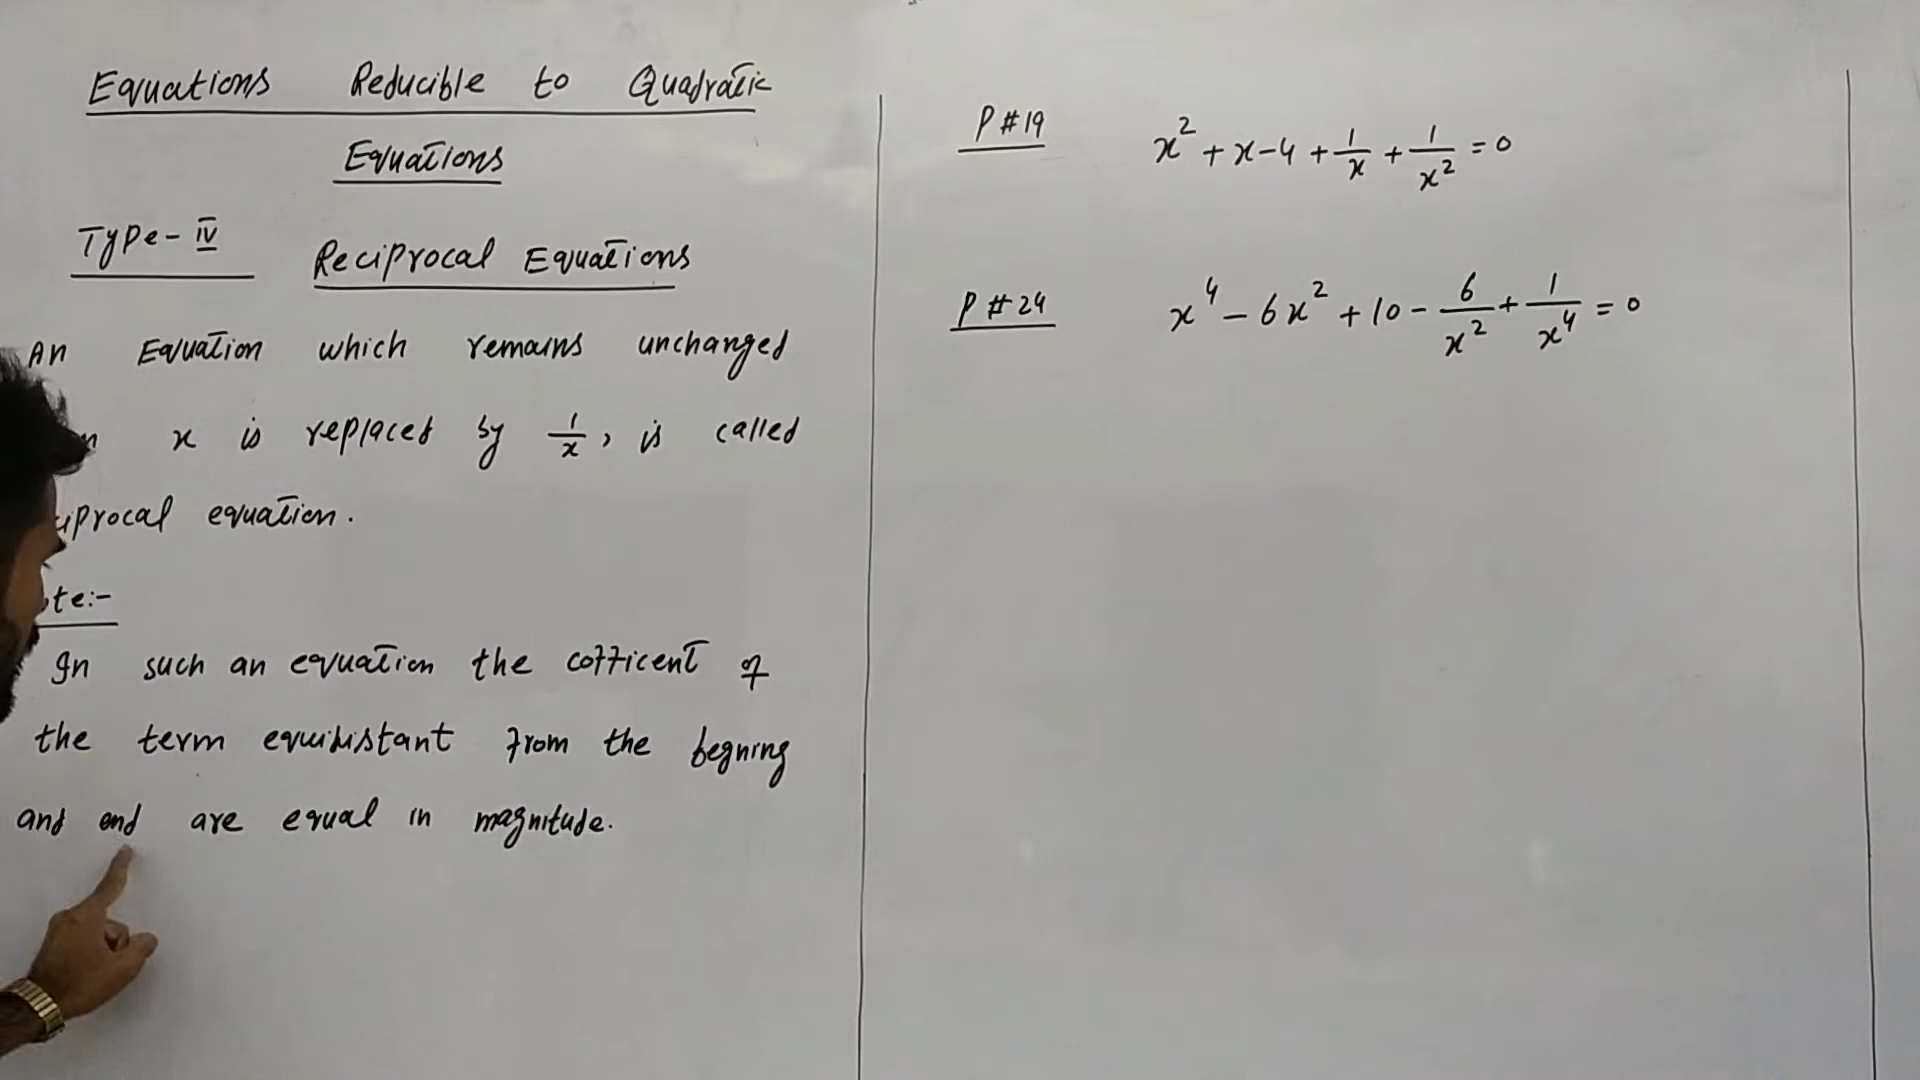 Equations Reducible to Quadratic
Equations
Type-IV Reciprocal Equations
An Equation which remains unchanged
x is replaced by 1/x, is called
equation.
In such an equation the cofficent of
the term equidistant from the begning
and end are equal in magnitude.
P#19 x² + x - 4 + 1/x + 1/x² = 0
P#24 x⁴ - 6x² + 10 - 6/x² + 1/x⁴ = 0